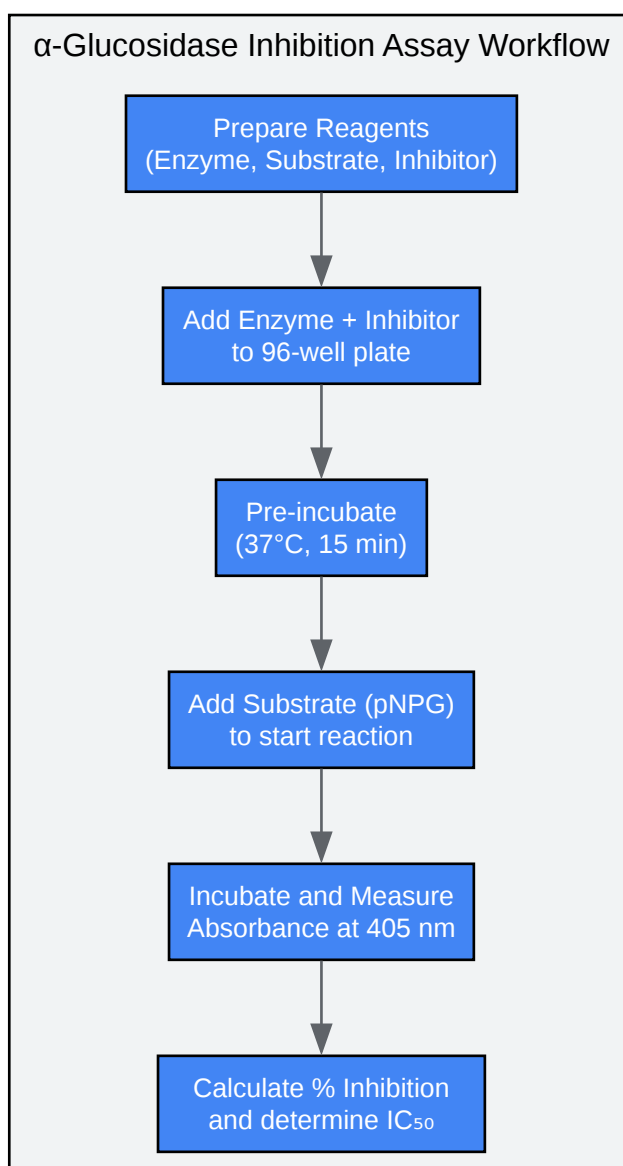 α-Glucosidase Inhibition Assay Workflow
Prepare Reagents
(Enzyme, Substrate, Inhibitor)
Add Enzyme + Inhibitor
to 96-well plate
Pre-incubate
(37°C, 15 min)
Add Substrate (pNPG)
to start reaction
Incubate and Measure
Absorbance at 405 nm
Calculate % Inhibition
and determine IC₅₀